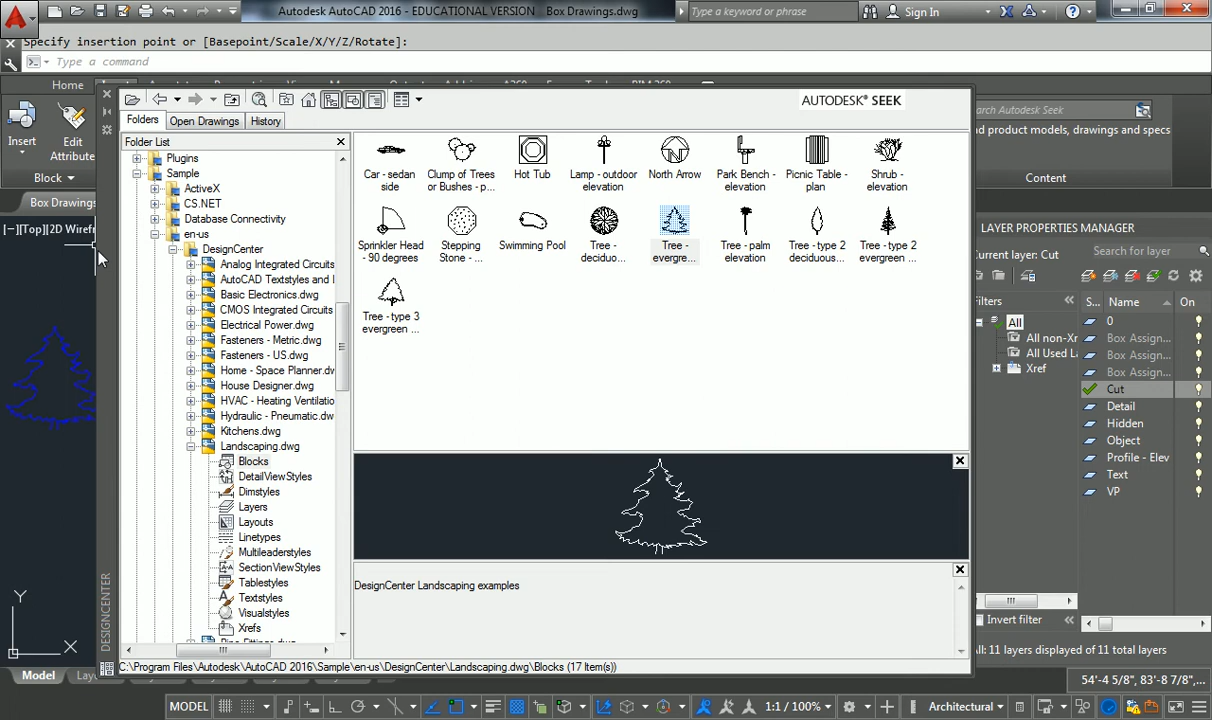 Autodesk AutoCAD 2016 - EDUCATIONAL VERSION Box Drawings.dwg
Type a keyword or phrase
Sign In
Specify insertion point or [Basepoint/Scale/X/Y/Z/Rotate]:
Type a command
Home
BIM 360
Insert
Edit
Attribute
Block
Box Drawings
[−][Top][2D Wirefr
AUTODESK® SEEK
Folders
Open Drawings
History
Folder List
Plugins
Sample
ActiveX
CS.NET
Database Connectivity
en-us
DesignCenter
Analog Integrated Circuits
AutoCAD Textstyles and l
Basic Electronics.dwg
CMOS Integrated Circuits
Electrical Power.dwg
Fasteners - Metric.dwg
Fasteners - US.dwg
Home - Space Planner.dw
House Designer.dwg
HVAC - Heating Ventilatio
Hydraulic - Pneumatic.dw
Kitchens.dwg
Landscaping.dwg
Blocks
DetailViewStyles
Dimstyles
Layers
Layouts
Linetypes
Multileaderstyles
SectionViewStyles
Tablestyles
Textstyles
Visualstyles
Xrefs
Pipe Fittings.dwg
Car - sedan side
Clump of Trees or Bushes - p...
Hot Tub
Lamp - outdoor elevation
North Arrow
Park Bench - elevation
Picnic Table - plan
Shrub - elevation
Sprinkler Head - 90 degrees
Stepping Stone - ...
Swimming Pool
Tree - deciduo...
Tree - evergre...
Tree - palm elevation
Tree - type 2 deciduous...
Tree - type 2 evergreen ...
Tree - type 3 evergreen ...
DesignCenter Landscaping examples
DESIGNCENTER
C:\Program Files\Autodesk\AutoCAD 2016\Sample\en-us\DesignCenter\Landscaping.dwg\Blocks (17 Item(s))
arch Autodesk Seek
nd product models, drawings and specs
Content
LAYER PROPERTIES MANAGER
Current layer: Cut
Search for layer
Filters
All
All non-Xr
All Used La
Xref
S...
Name
On
0
Box Assign...
Box Assign...
Box Assign...
Cut
Detail
Hidden
Object
Profile - Elev
Text
VP
Invert filter
All: 11 layers displayed of 11 total layers
Y
X
Model
Layo
54'-4 5/8", 83'-8 7/8",...
MODEL
1:1 / 100%
Architectural